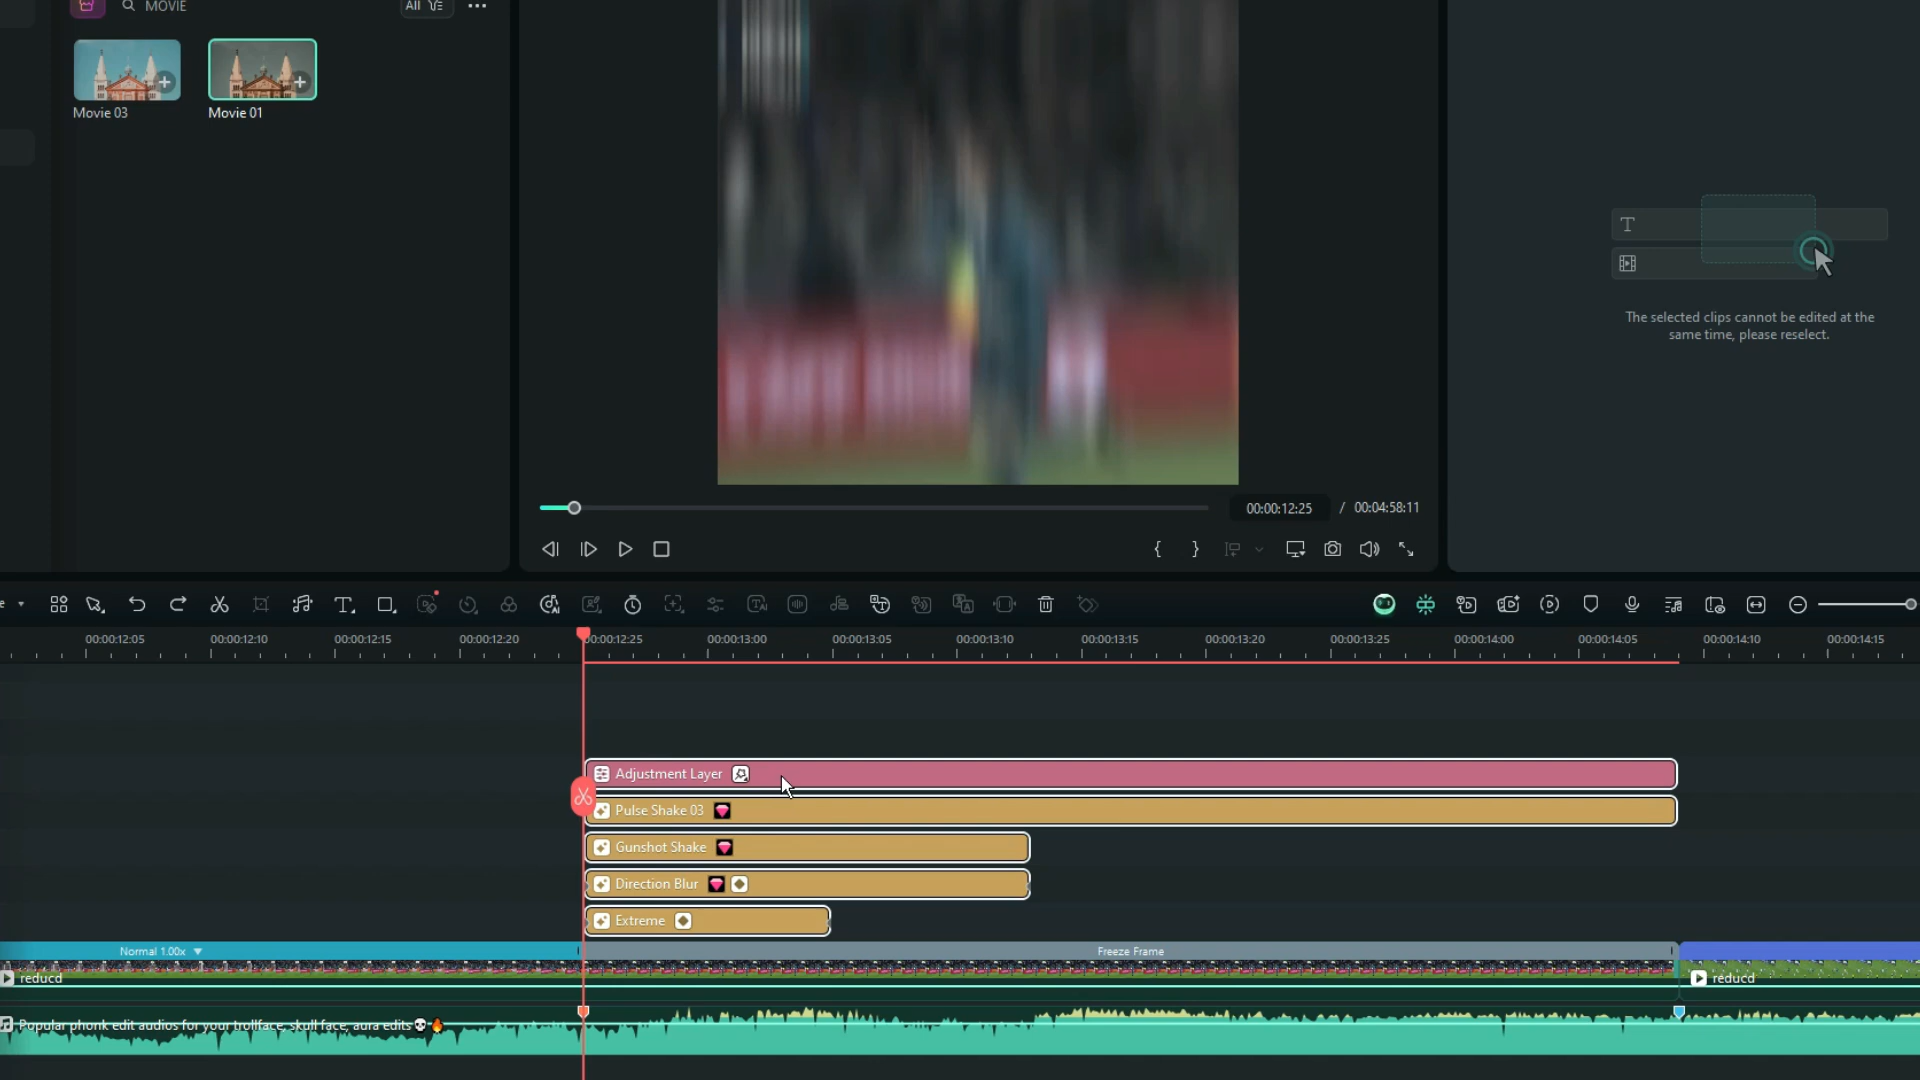 MOVIE
All
Movie 03
Movie 01
The selected clips cannot be edited at the
same time, please reselect.
00:00:12:25 / 00:04:58:11
00:00:12:05
00:00:12:10
00:00:12:15
00:00:12:20
00:00:12:25
00:00:13:00
00:00:13:05
00:00:13:10
00:00:13:15
00:00:13:20
00:00:13:25
00:00:14:00
00:00:14:05
00:00:14:10
00:00:14:15
Adjustment Layer
Pulse Shake 03
Gunshot Shake
Direction Blur
Extreme
Normal 1.00x
Freeze Frame
reducd
reducd
Popular phonk edit audios for your trollface, skull face, aura edits💀🔥